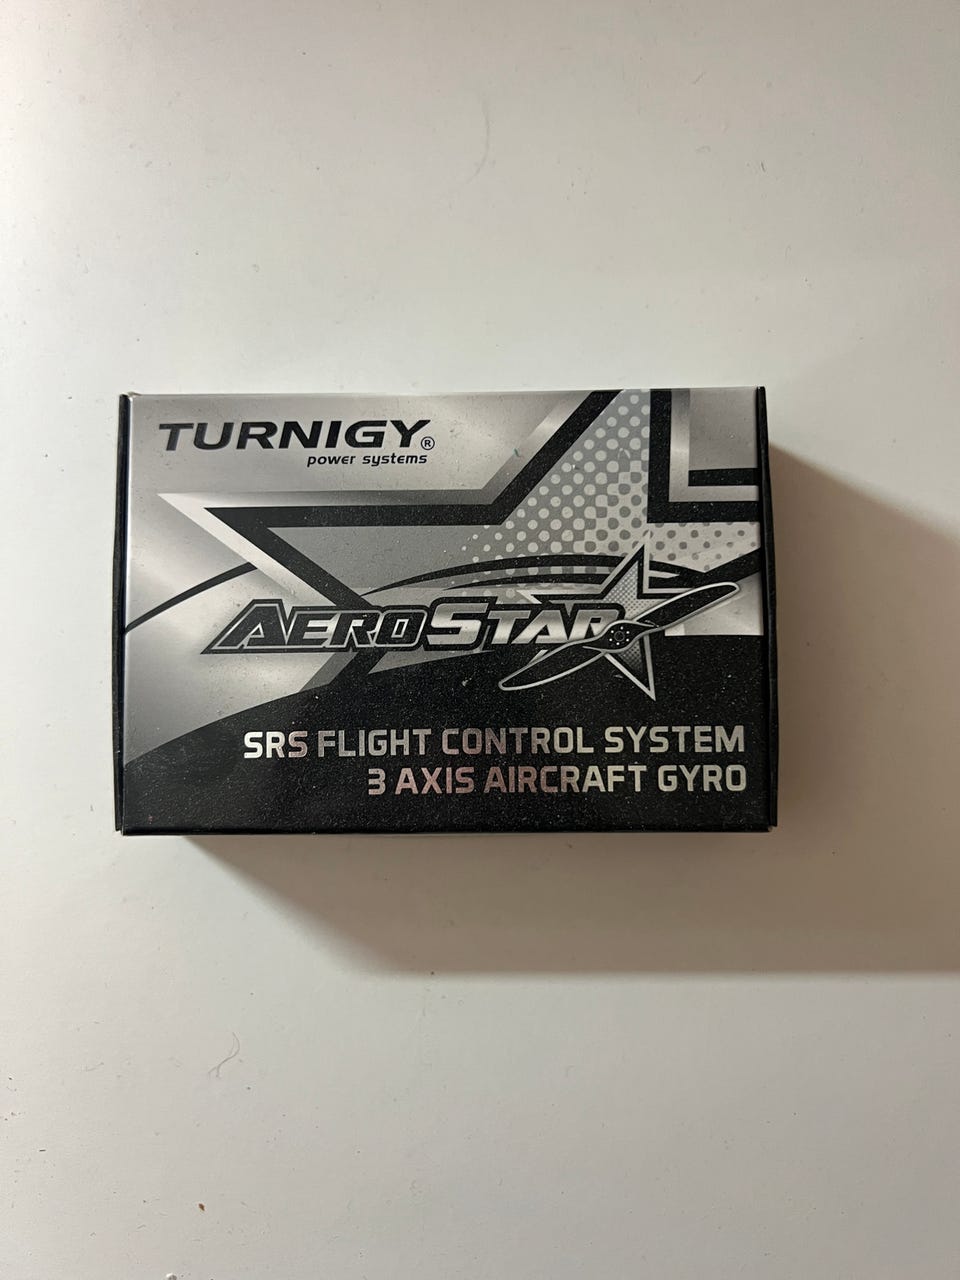 TURNIGY®
power systems
AEROSTAR
SRS FLIGHT CONTROL SYSTEM
3 AXIS AIRCRAFT GYRO